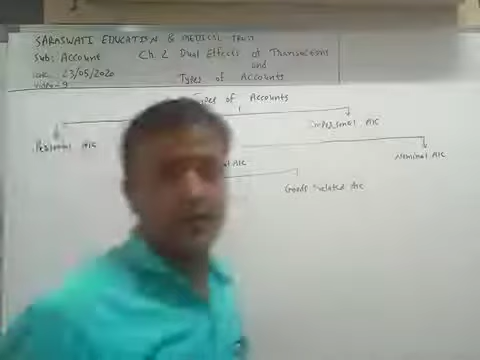 SARASWATI EDUCATION & MEDICAL TRUST
Sub: Account Ch. 2 Dual Effects of Transactions
and
Date: 23/05/2020 Types of Accounts
Video-9
Types of Accounts
Personal A/c Impersonal A/c
A/c Nominal A/c
Goods related A/c